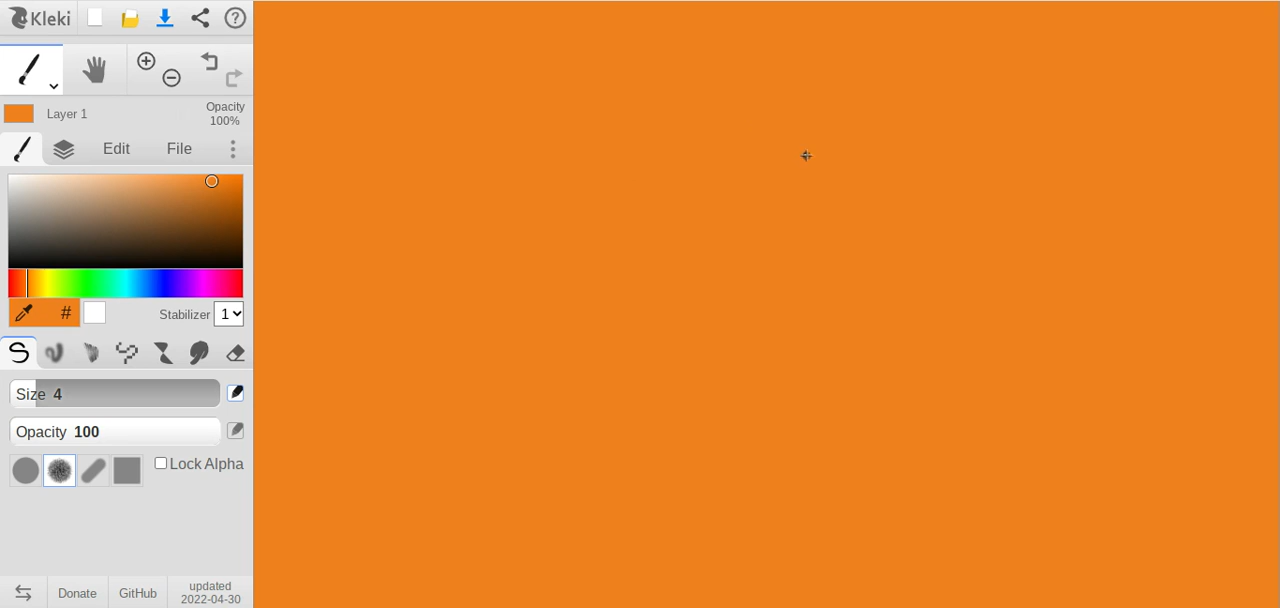 Kleki
?
Layer 1
Opacity
100%
Edit
File
#
Stabilizer 1
Size 4
Opacity 100
Lock Alpha
Donate
GitHub
updated
2022-04-30